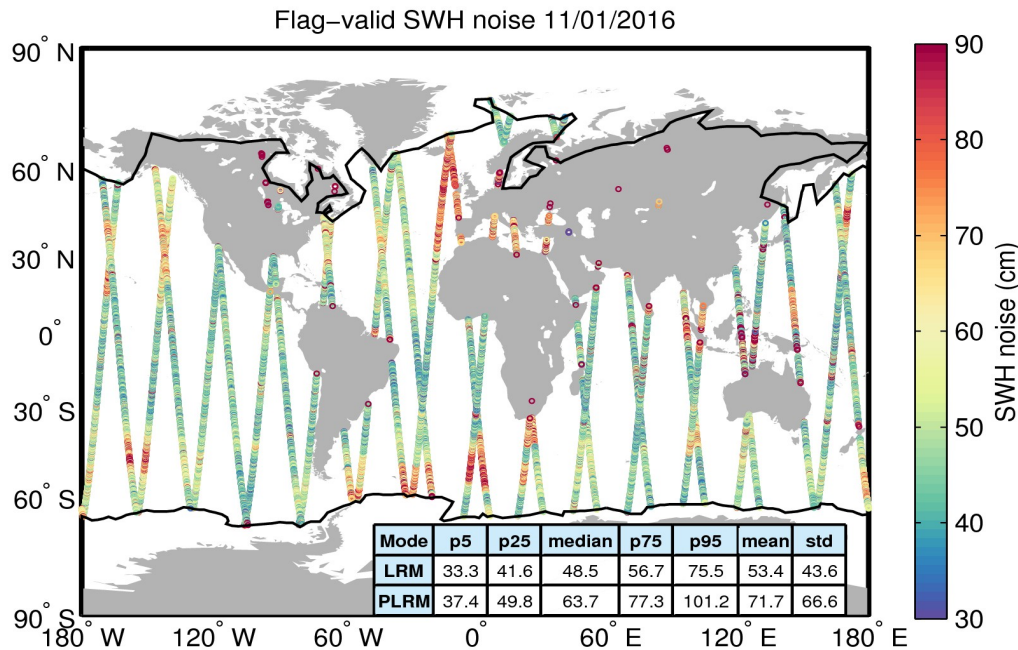 Flag−valid SWH noise 11/01/2016
90° N
60° N
30° N
0°
30° S
60° S
90° S
180° W
120° W
60° W
0°
60° E
120° E
180° E
Mode p5 p25 median p75 p95 mean std
LRM 33.3 41.6 48.5 56.7 75.5 53.4 43.6
PLRM 37.4 49.8 63.7 77.3 101.2 71.7 66.6
90
80
70
60
50
40
30
SWH noise (cm)